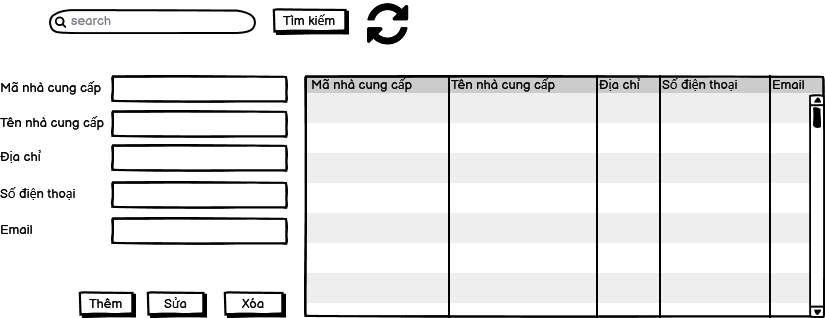 search
Tìm kiếm
Mã nhà cung cấp
Tên nhà cung cấp
Địa chỉ
Số điện thoại
Email
Mã nhà cung cấp Tên nhà cung cấp Địa chỉ Số điện thoại Email
Thêm Sửa Xóa